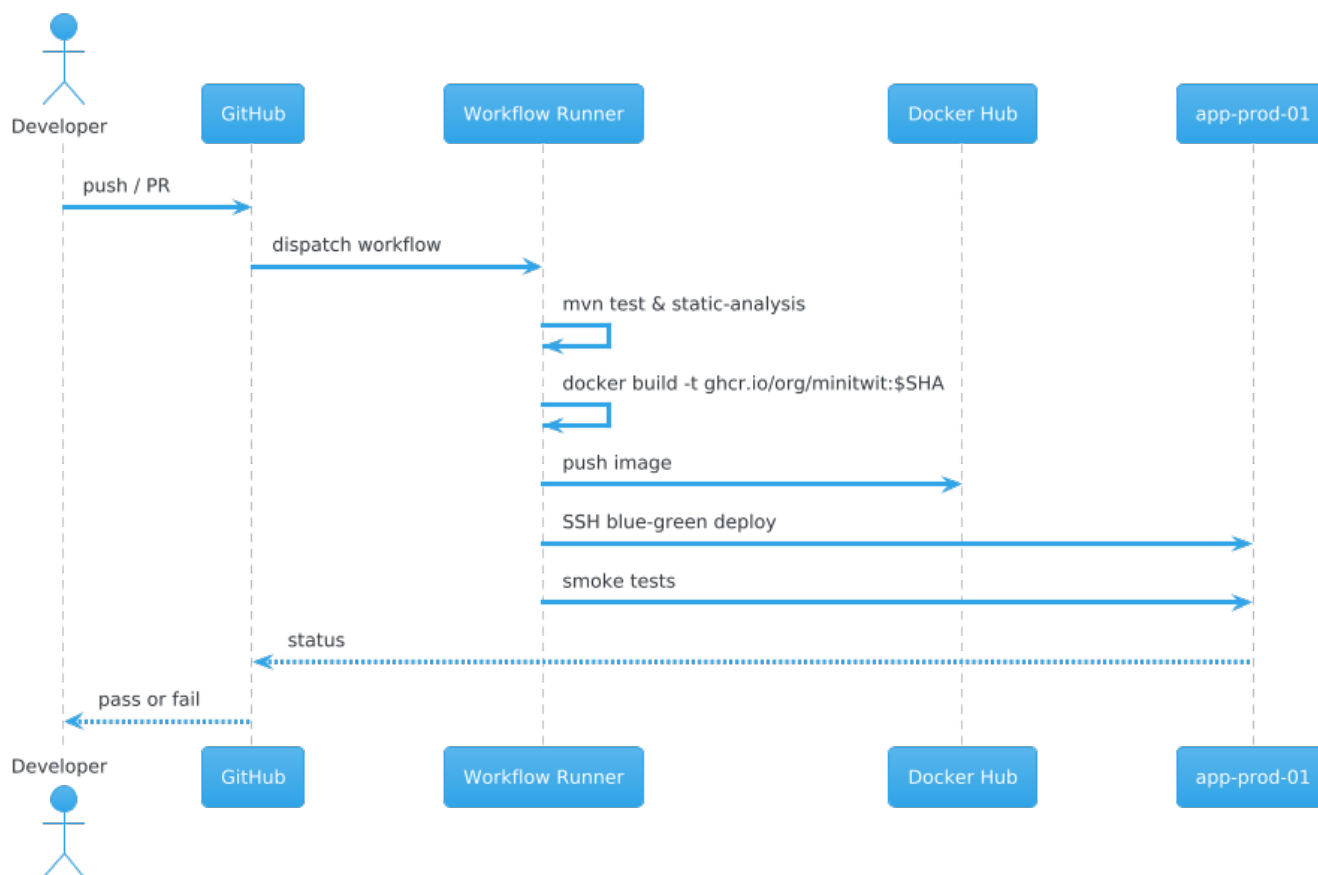 Developer
GitHub
Workflow Runner
Docker Hub
app-prod-01
push / PR
dispatch workflow
mvn test & static-analysis
docker build -t ghcr.io/org/minitwit:$SHA
push image
SSH blue-green deploy
smoke tests
status
pass or fail
Developer
GitHub
Workflow Runner
Docker Hub
app-prod-01